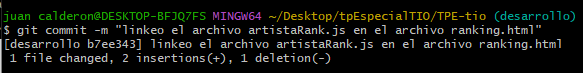 juan calderon@DESKTOP-BFJQ7FS MINGW64 ~/Desktop/tpEspecialTIO/TPE-tio (desarrollo)
$ git commit -m "linkeo el archivo artistaRank.js en el archivo ranking.html"
[desarrollo b7ee343] linkeo el archivo artistaRank.js en el archivo ranking.html
 1 file changed, 2 insertions(+), 1 deletion(-)